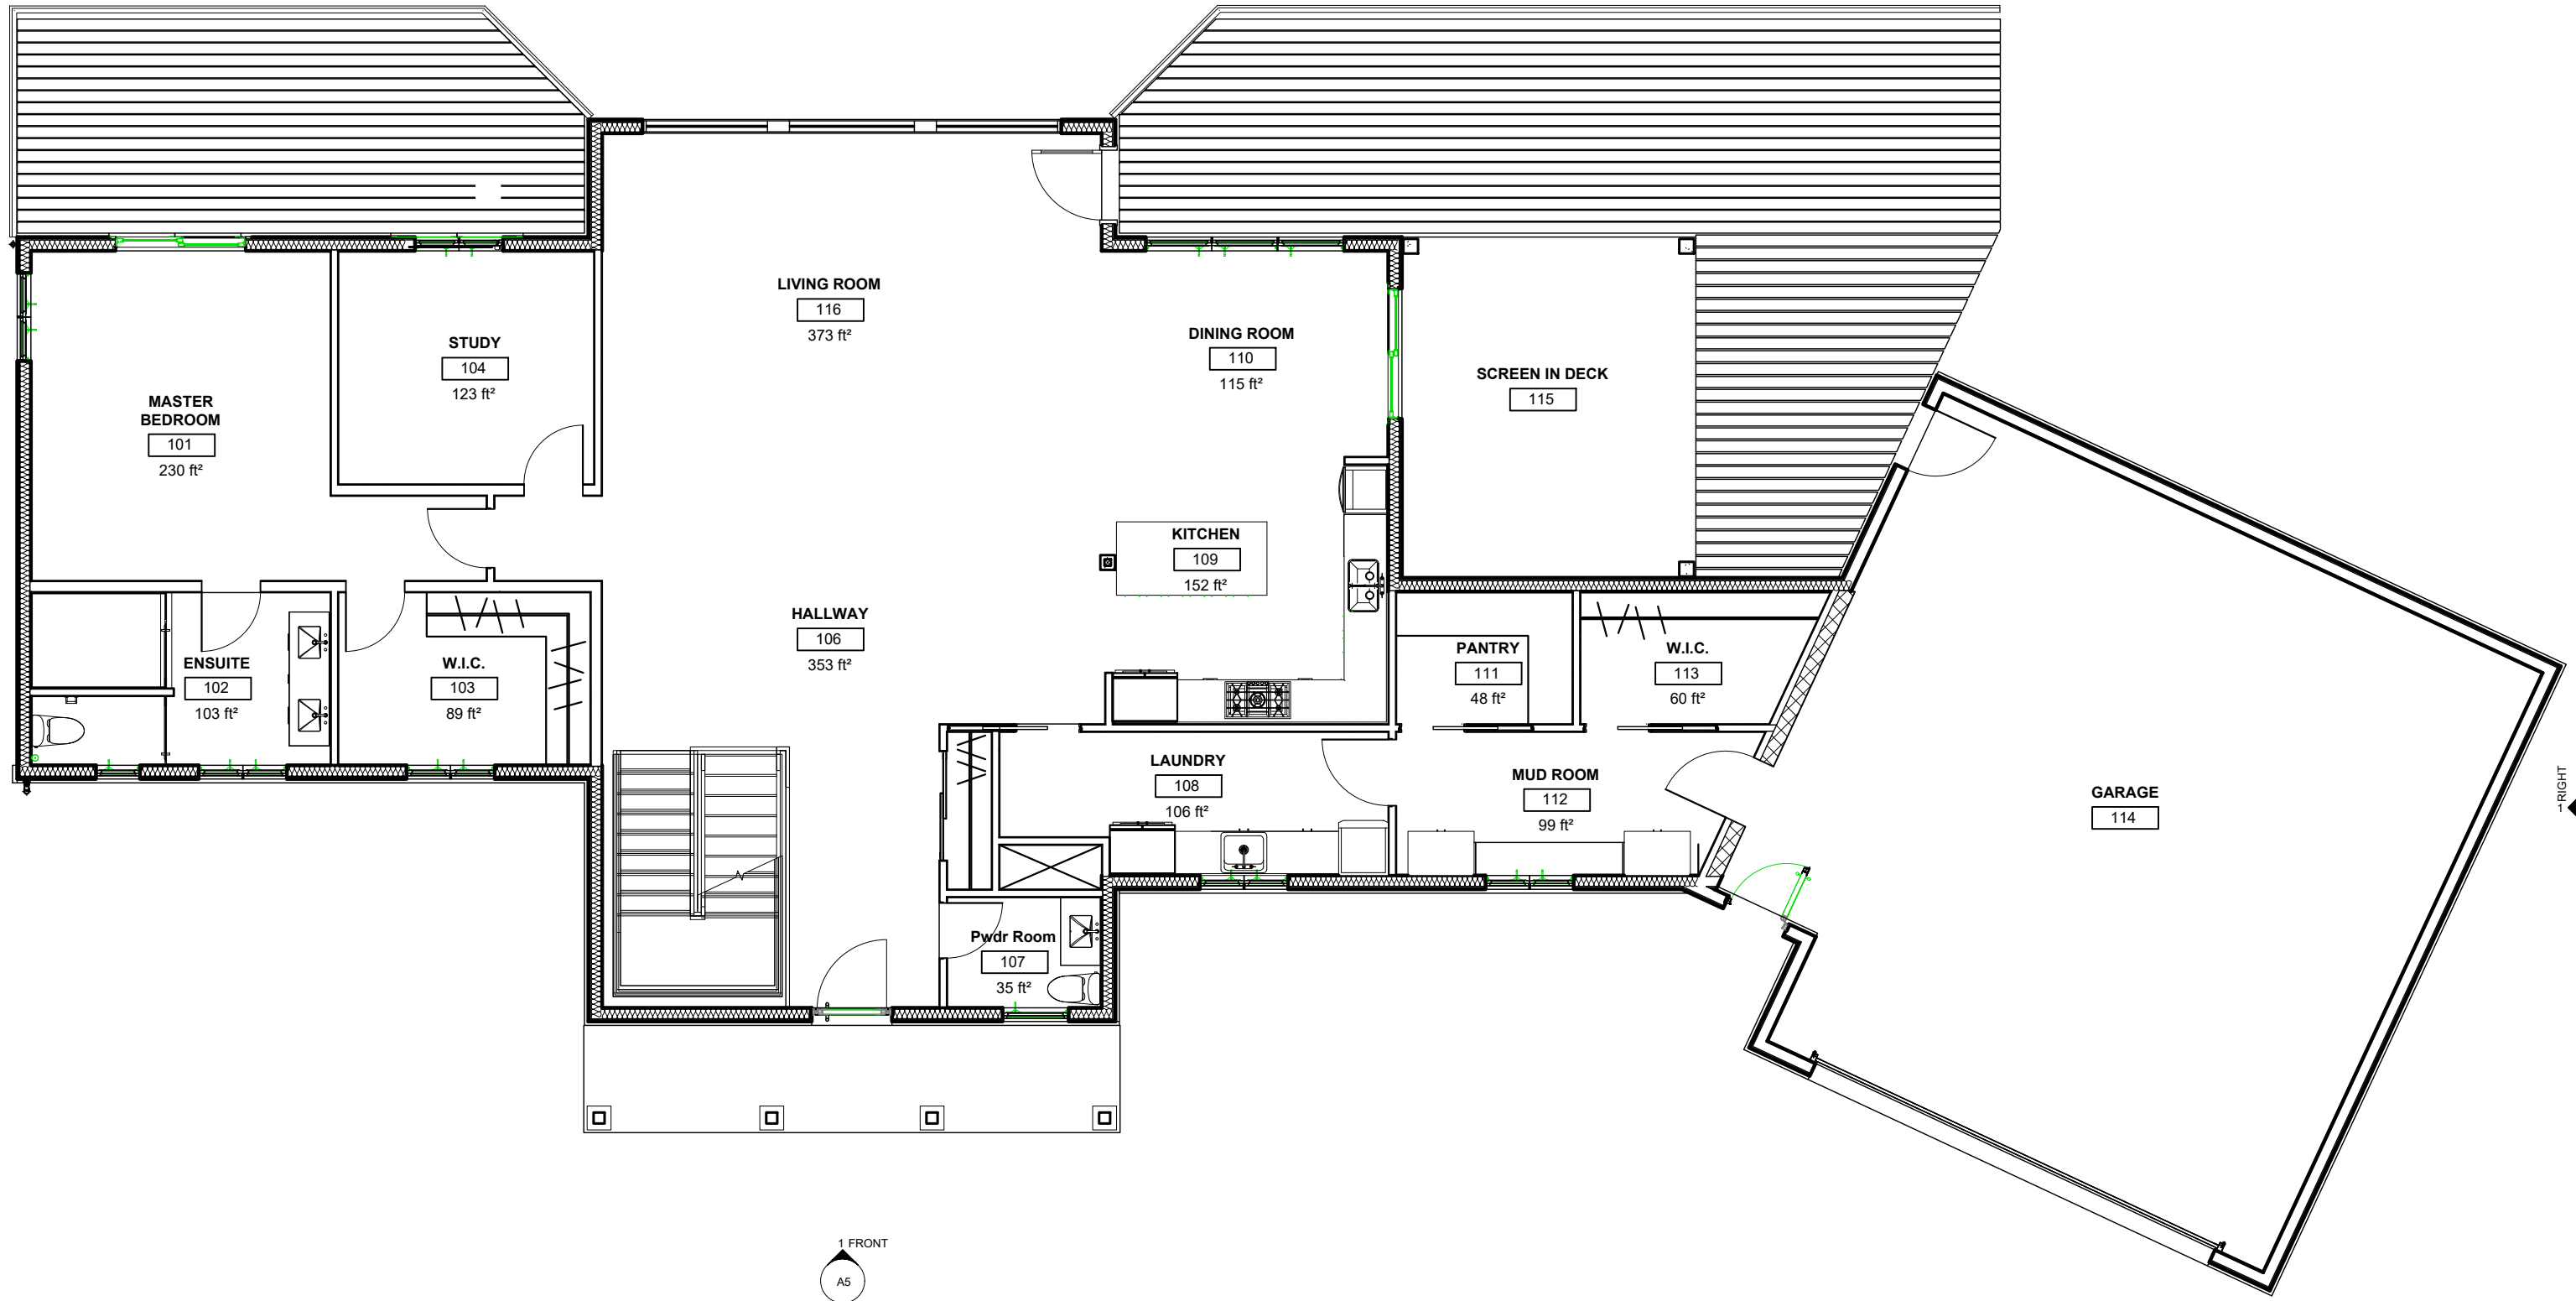 LIVING ROOM
116
373 ft²
DINING ROOM
110
115 ft²
STUDY
104
123 ft²
SCREEN IN DECK
115
MASTER
BEDROOM
101
230 ft²
KITCHEN
109
152 ft²
HALLWAY
106
353 ft²
ENSUITE
102
103 ft²
W.I.C.
103
89 ft²
PANTRY
111
48 ft²
W.I.C.
113
60 ft²
LAUNDRY
108
106 ft²
MUD ROOM
112
99 ft²
GARAGE
114
1 RIGHT
Pwdr Room
107
35 ft²
1 FRONT
A5